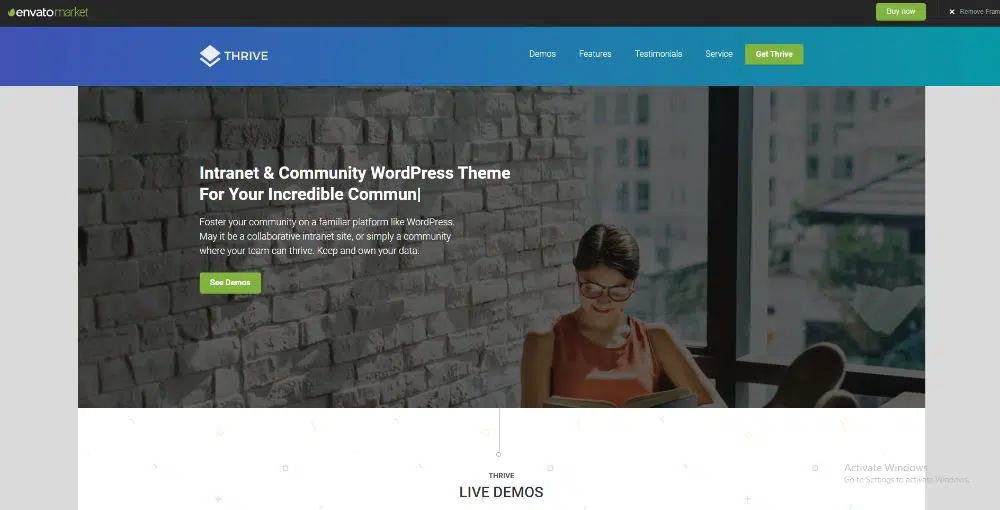 envatomarket
Buy now
✕ Remove Fram
THRIVE
Demos
Features
Testimonials
Service
Get Thrive
Intranet & Community WordPress Theme
For Your Incredible Commun|
Foster your community on a familiar platform like WordPress.
May it be a collaborative intranet site, or simply a community
where your team can thrive. Keep and own your data.
See Demos
THRIVE
LIVE DEMOS
Activate Windows
Go to Settings to activate Windows.